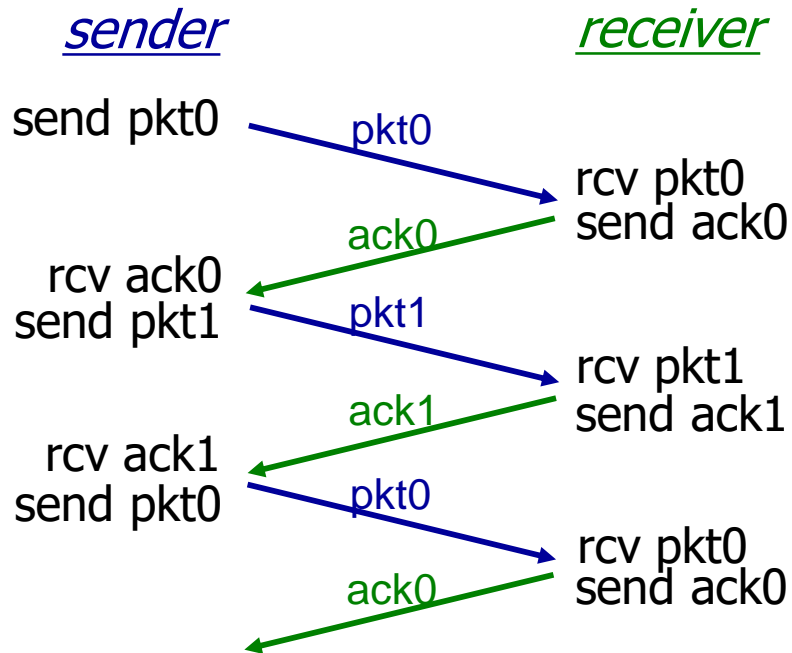 sender
receiver
send pkt0
pkt0
rcv pkt0
send ack0
ack0
rcv ack0
send pkt1
pkt1
rcv pkt1
send ack1
ack1
rcv ack1
send pkt0
pkt0
rcv pkt0
send ack0
ack0